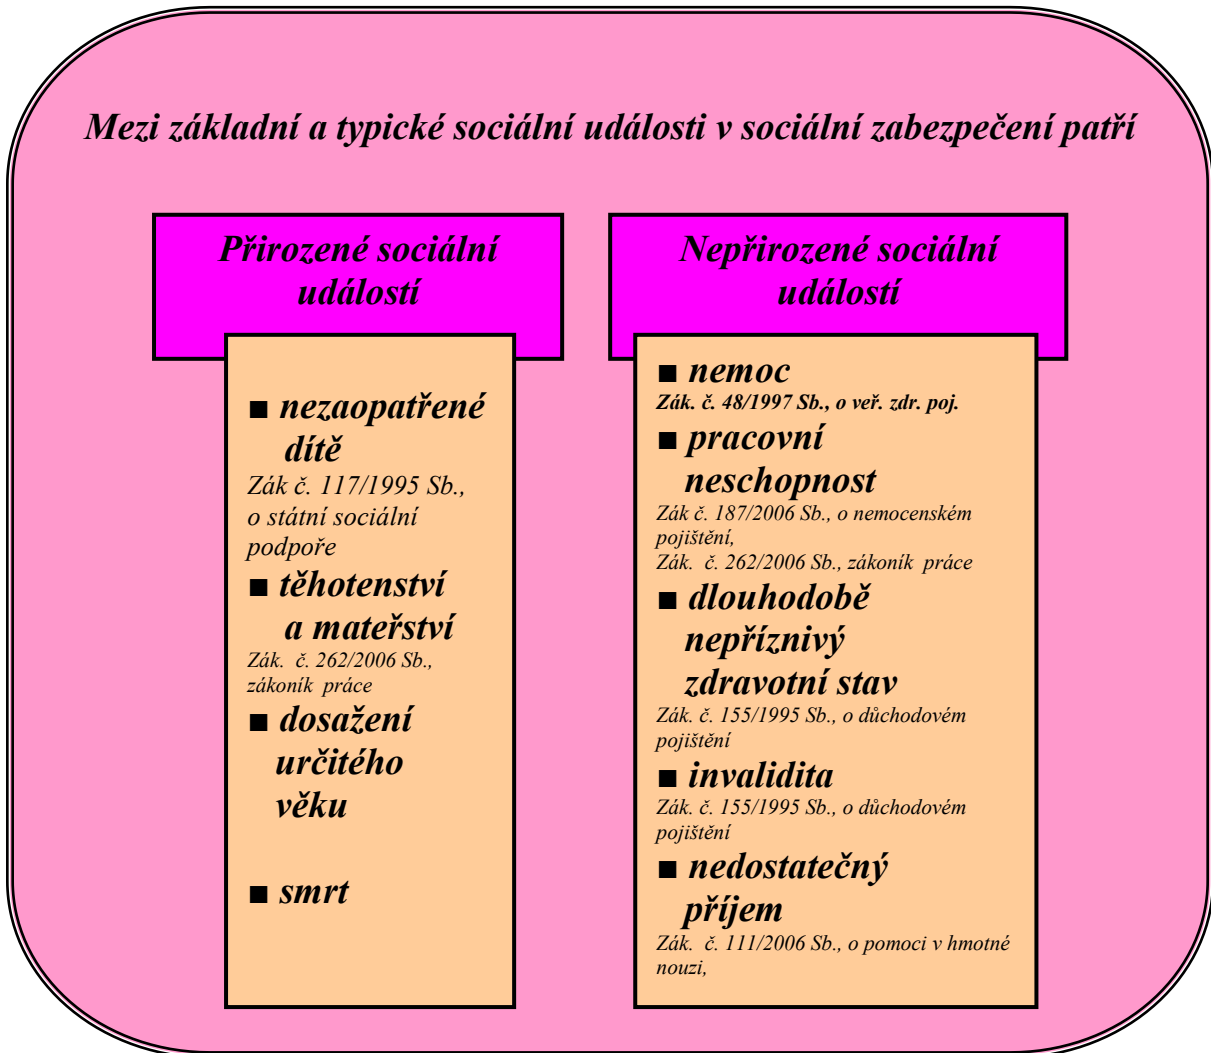 Mezi základní a typické sociální události v sociální zabezpečení patří
Přirozené sociální
událostí
■ nezaopatřené
dítě
Zák č. 117/1995 Sb.,
o státní sociální
podpoře
■ těhotenství
a mateřství
Zák. č. 262/2006 Sb.,
zákoník práce
■ dosažení
určitého
věku
■ smrt
Nepřirozené sociální
událostí
■ nemoc
Zák. č. 48/1997 Sb., o veř. zdr. poj.
■ pracovní
neschopnost
Zák č. 187/2006 Sb., o nemocenském
pojištění,
Zák. č. 262/2006 Sb., zákoník práce
■ dlouhodobě
nepříznivý
zdravotní stav
Zák. č. 155/1995 Sb., o důchodovém
pojištění
■ invalidita
Zák. č. 155/1995 Sb., o důchodovém
pojištění
■ nedostatečný
příjem
Zák. č. 111/2006 Sb., o pomoci v hmotné
nouzi,